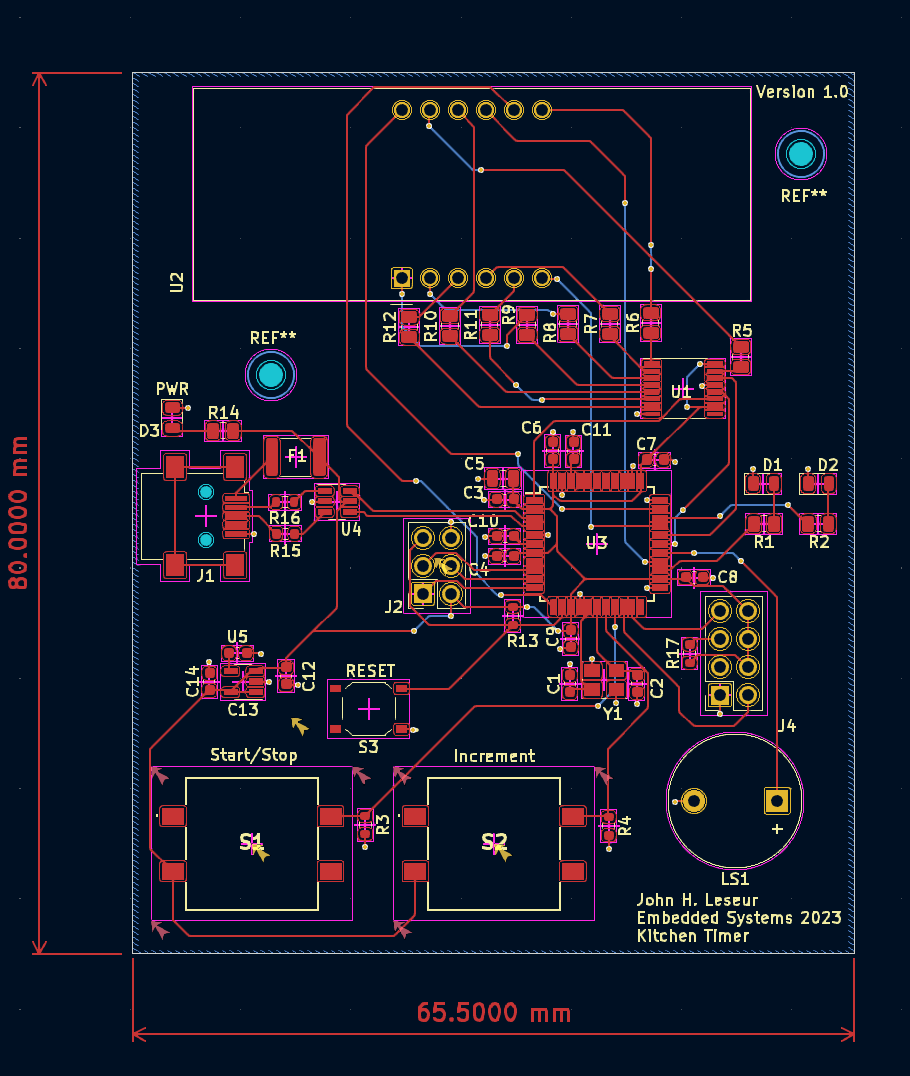 Version 1.0
REF**
U2
R12
R10
R11
R9
R8
R7
R6
R5
REF**
U1
PWR
R14
D3
F1
C6
C11
C7
C5
C3
D1
D2
R16
U4
C10
U3
R1
R2
R15
J1
C4
C8
J2
R13
C9
U5
R17
RESET
C14
C12
C1
C2
C13
Y1
S3
J4
Start/Stop
Increment
S1
R3
S2
R4
+
LS1
John H. Leseur
Embedded Systems 2023
Kitchen Timer
80.0000 mm
65.5000 mm